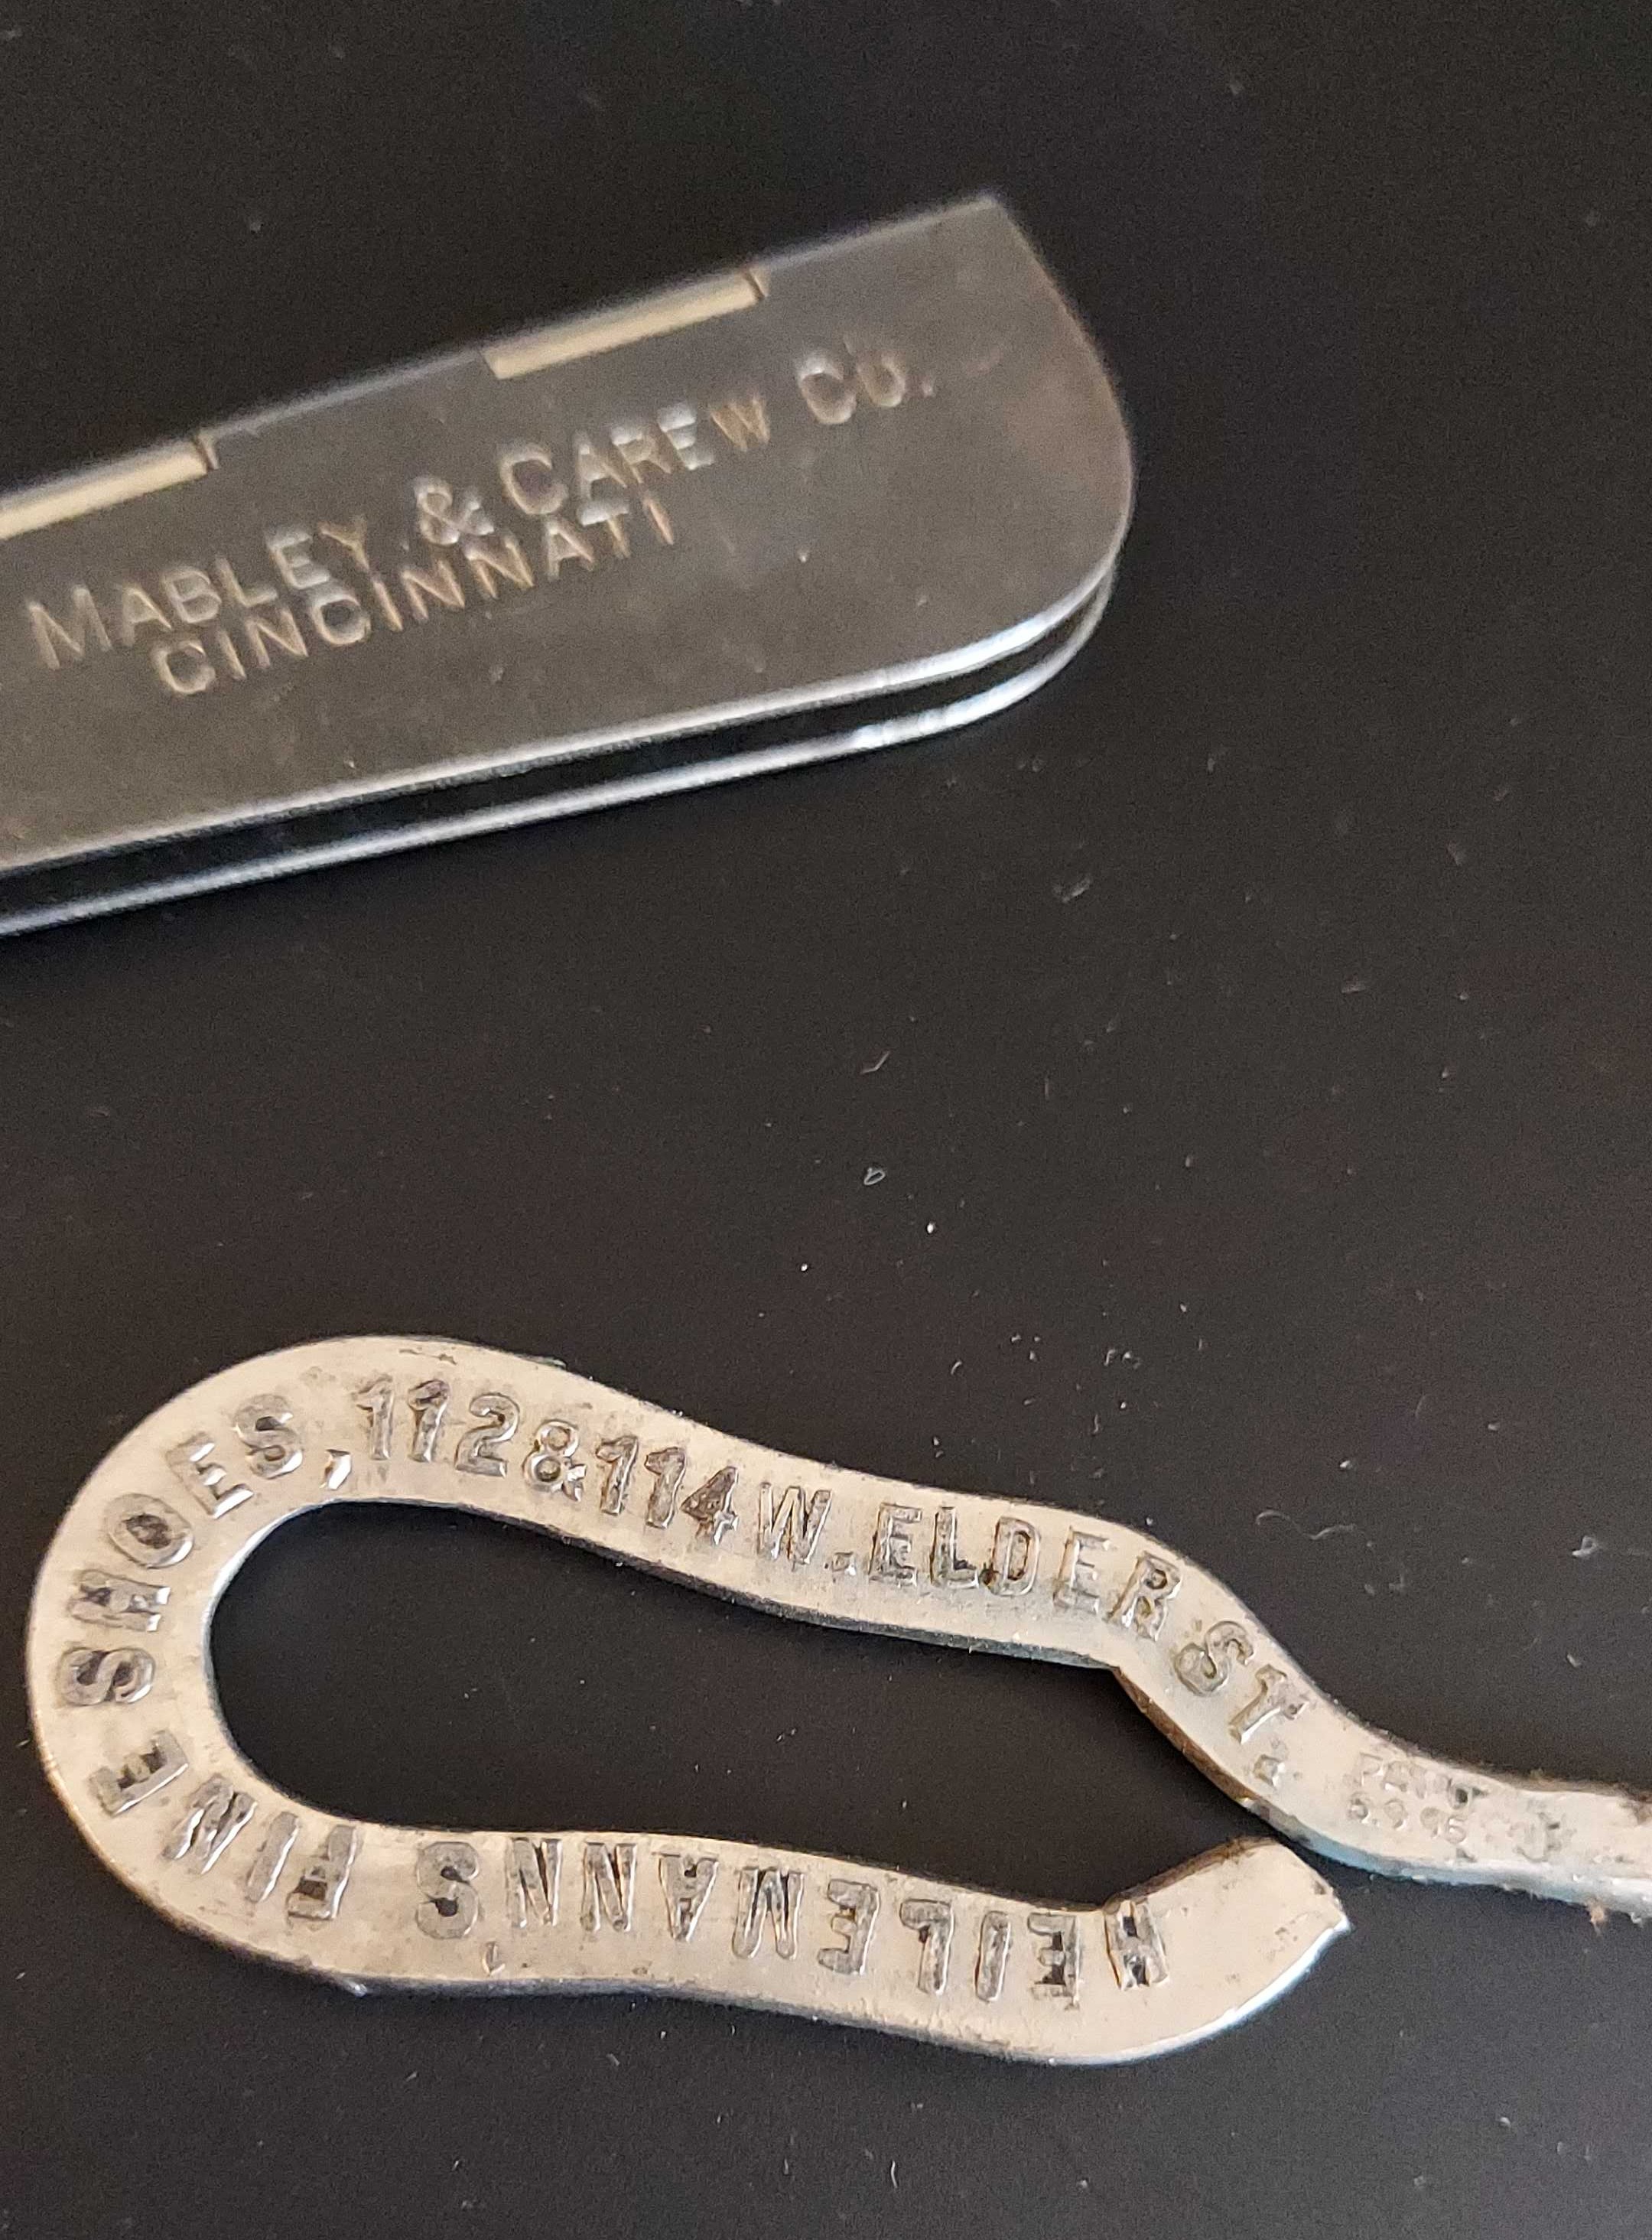 MABLEY & CAREW CO.
CINCINNATI
HEILEMANN'S FINE SHOES, 112 & 114 W. ELDER ST.